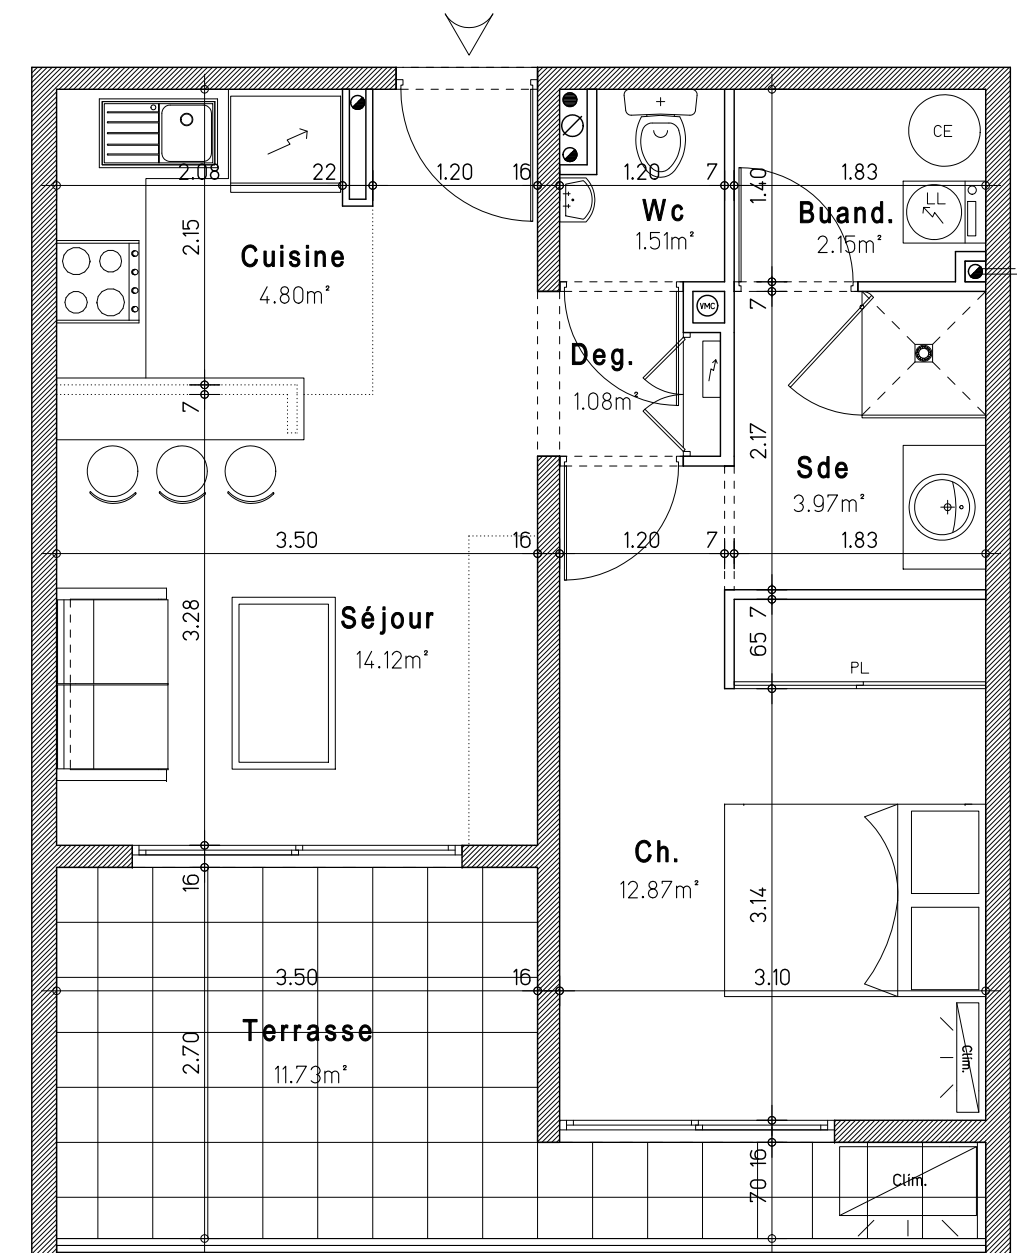 CE
2.08
22
1.20
16
1.20
7
1.40
1.83
LL
Wc
1.51m²
Buand.
2.15m²
2.15
Cuisine
4.80m²
7
VMC
Deg.
1.08m²
7
2.17
Sde
3.97m²
3.50
16
1.20
7
1.83
3.28
Séjour
14.12m²
7
65
PL
Ch.
12.87m²
16
3.14
3.50
16
3.10
Terrasse
11.73m²
2.70
Clim.
16
70
Clim.